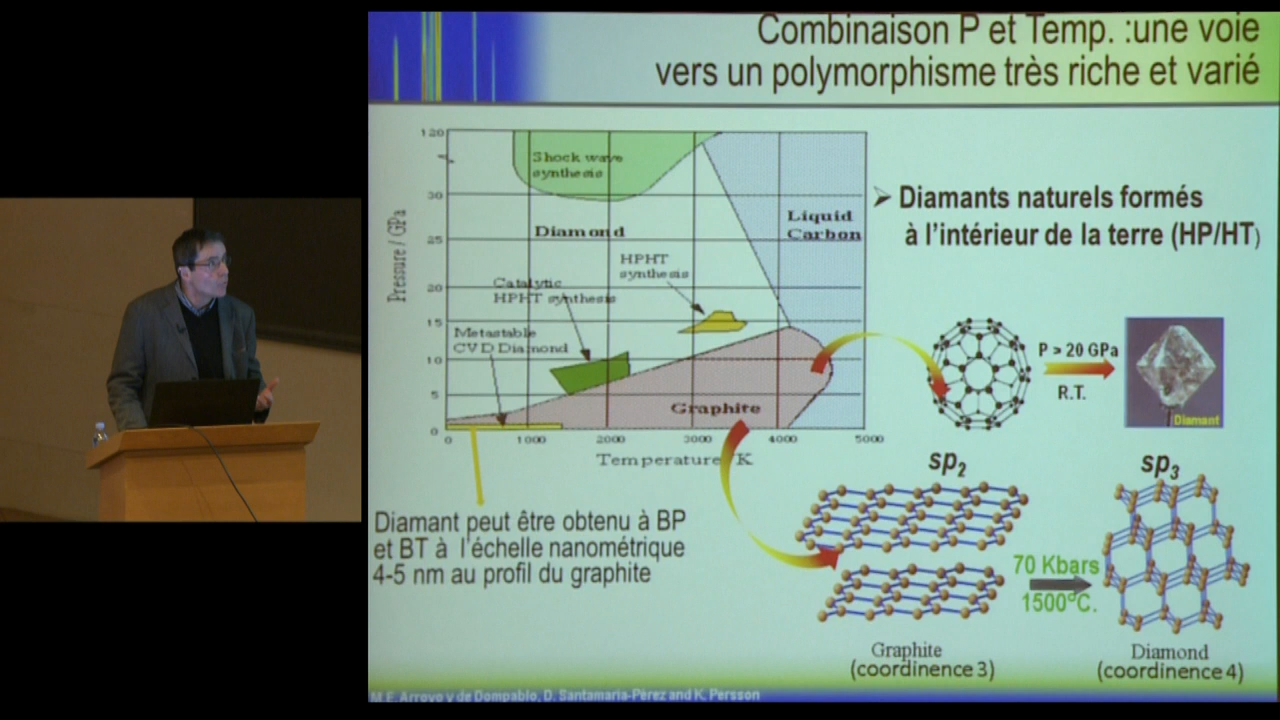 Combinaison P et Temp. :une voie
vers un polymorphisme très riche et varié
120
30
25
20
15
10
5
0
Pressure / GPa
Shock wave
synthesis
Diamond
Liquid
Carbon
HPHT
synthesis
Catalytic
HPHT synthesis
Metastable
CVD Diamond
Graphite
0
1000
2000
3000
4000
5000
Temperature / K
➢ Diamants naturels formés
à l'intérieur de la terre (HP/HT)
P > 20 GPa
R.T.
Diamant
sp2
sp3
Diamant peut être obtenu à BP
et BT à l'échelle nanométrique
4-5 nm au profil du graphite
70 Kbars
1500°C.
Graphite
(coordinence 3)
Diamond
(coordinence 4)
M.E. Arroyo y de Dompablo, D. Santamaria-Pèrez and K. Persson